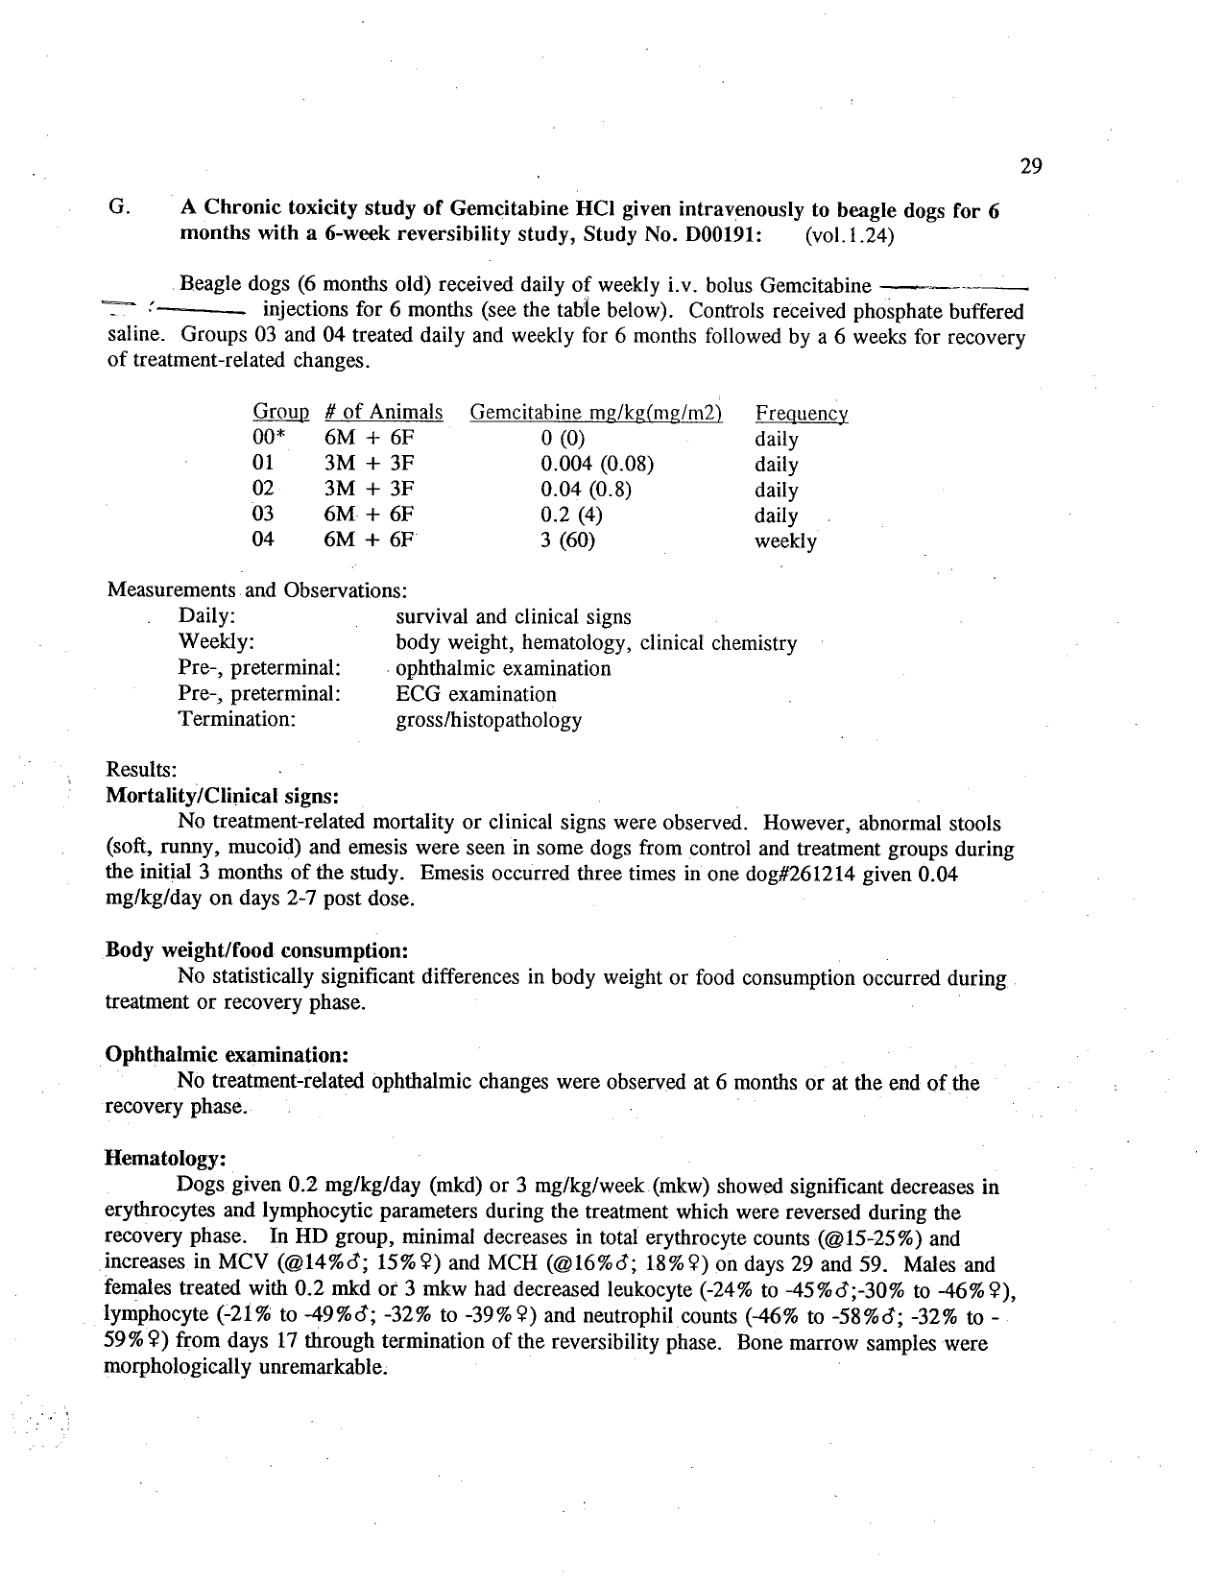 29
G. A Chronic toxicity study of Gemcitabine HCl given intravenously to beagle dogs for 6
months with a 6-week reversibility study, Study No. D00191: (vol.1.24)
Beagle dogs (6 months old) received daily of weekly i.v. bolus Gemcitabine
injections for 6 months (see the table below). Controls received phosphate buffered
saline. Groups 03 and 04 treated daily and weekly for 6 months followed by a 6 weeks for recovery
of treatment-related changes.
Group # of Animals Gemcitabine mg/kg(mg/m2) Frequency
00* 6M + 6F 0 (0) daily
01 3M + 3F 0.004 (0.08) daily
02 3M + 3F 0.04 (0.8) daily
03 6M + 6F 0.2 (4) daily
04 6M + 6F 3 (60) weekly
Measurements and Observations:
Daily: survival and clinical signs
Weekly: body weight, hematology, clinical chemistry
Pre-, preterminal: ophthalmic examination
Pre-, preterminal: ECG examination
Termination: gross/histopathology
Results:
Mortality/Clinical signs:
No treatment-related mortality or clinical signs were observed. However, abnormal stools
(soft, runny, mucoid) and emesis were seen in some dogs from control and treatment groups during
the initial 3 months of the study. Emesis occurred three times in one dog#261214 given 0.04
mg/kg/day on days 2-7 post dose.
Body weight/food consumption:
No statistically significant differences in body weight or food consumption occurred during
treatment or recovery phase.
Ophthalmic examination:
No treatment-related ophthalmic changes were observed at 6 months or at the end of the
recovery phase.
Hematology:
Dogs given 0.2 mg/kg/day (mkd) or 3 mg/kg/week (mkw) showed significant decreases in
erythrocytes and lymphocytic parameters during the treatment which were reversed during the
recovery phase. In HD group, minimal decreases in total erythrocyte counts (@15-25%) and
increases in MCV (@14%♂; 15%♀) and MCH (@16%♂; 18%♀) on days 29 and 59. Males and
females treated with 0.2 mkd or 3 mkw had decreased leukocyte (-24% to -45%♂;-30% to -46%♀),
lymphocyte (-21% to -49%♂; -32% to -39%♀) and neutrophil counts (-46% to -58%♂; -32% to -
59%♀) from days 17 through termination of the reversibility phase. Bone marrow samples were
morphologically unremarkable.